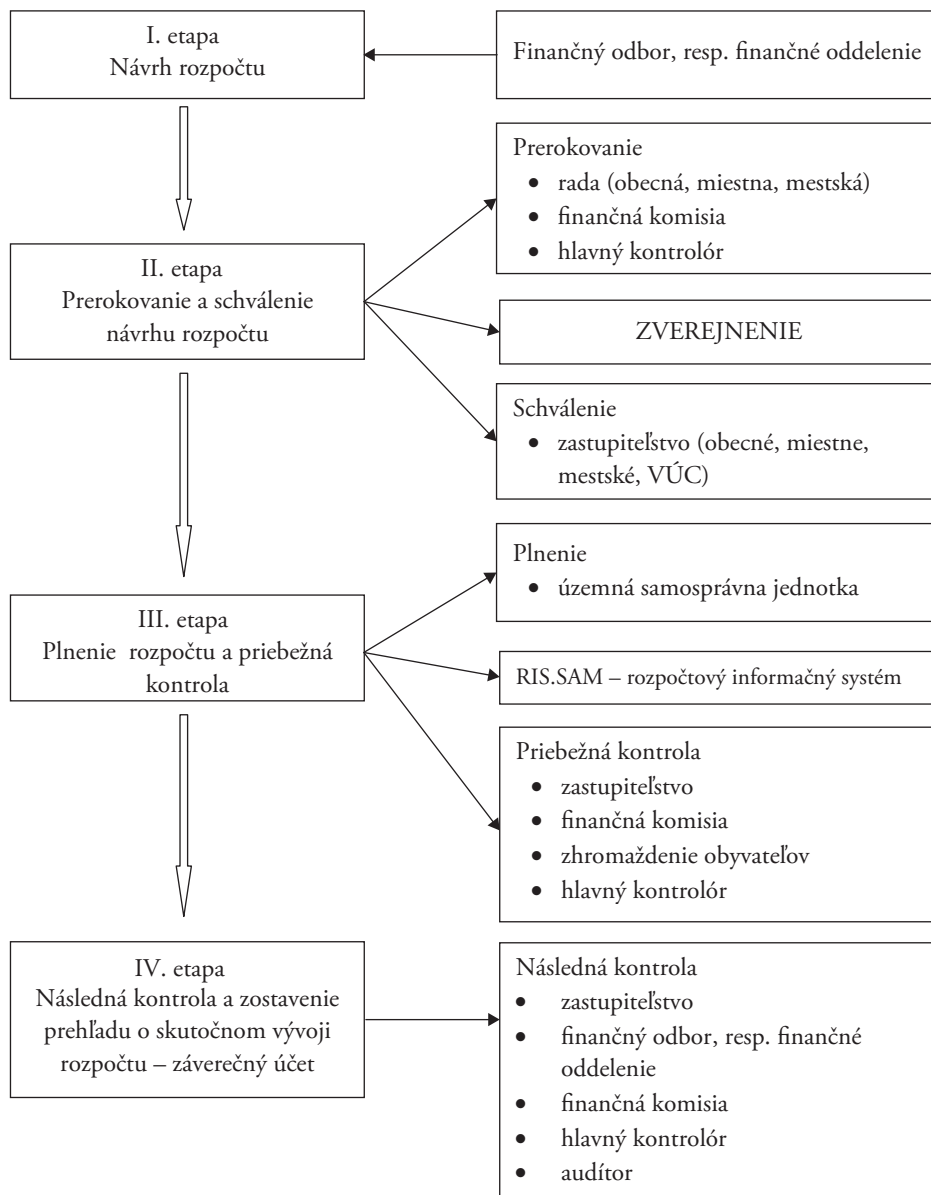 I. etapa
Návrh rozpočtu
Finančný odbor, resp. finančné oddelenie
Prerokovanie
• rada (obecná, miestna, mestská)
• finančná komisia
• hlavný kontrolór
II. etapa
Prerokovanie a schválenie
návrhu rozpočtu
ZVEREJNENIE
Schválenie
• zastupiteľstvo (obecné, miestne,
mestské, VÚC)
Plnenie
• územná samosprávna jednotka
III. etapa
Plnenie rozpočtu a priebežná
kontrola
RIS.SAM – rozpočtový informačný systém
Priebežná kontrola
• zastupiteľstvo
• finančná komisia
• zhromaždenie obyvateľov
• hlavný kontrolór
IV. etapa
Následná kontrola a zostavenie
prehľadu o skutočnom vývoji
rozpočtu – záverečný účet
Následná kontrola
• zastupiteľstvo
• finančný odbor, resp. finančné
oddelenie
• finančná komisia
• hlavný kontrolór
• audítor